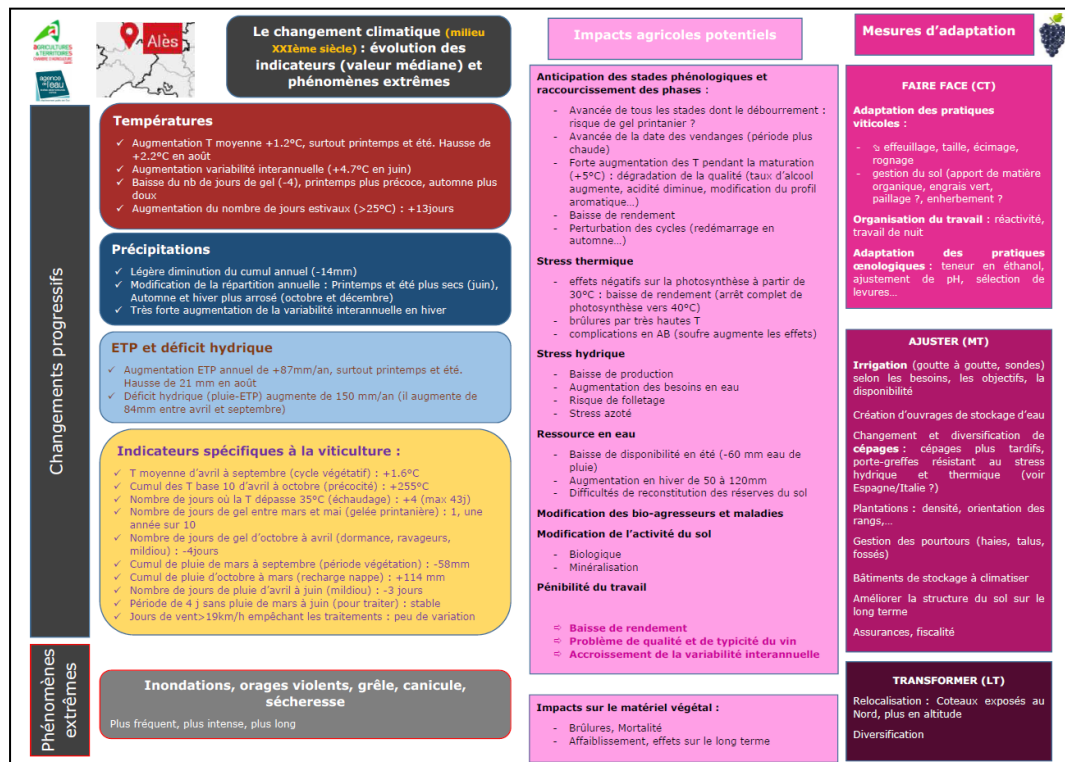 AGRICULTURES
& TERRITOIRES
agence
de l'eau
Alès
Le changement climatique (milieu
XXIème siècle) : évolution des
indicateurs (valeur médiane) et
phénomènes extrêmes
Impacts agricoles potentiels
Mesures d'adaptation
Changements progressifs
Températures
✓ Augmentation T moyenne +1.2°C, surtout printemps et été. Hausse de
+2.2°C en août
✓ Augmentation variabilité interannuelle (+4.7°C en juin)
✓ Baisse du nb de jours de gel (-4), printemps plus précoce, automne plus
doux
✓ Augmentation du nombre de jours estivaux (>25°C) : +13jours
Précipitations
✓ Légère diminution du cumul annuel (-14mm)
✓ Modification de la répartition annuelle : Printemps et été plus secs (juin),
Automne et hiver plus arrosé (octobre et décembre)
✓ Très forte augmentation de la variabilité interannuelle en hiver
ETP et déficit hydrique
✓ Augmentation ETP annuel de +87mm/an, surtout printemps et été.
Hausse de 21 mm en août
✓ Déficit hydrique (pluie-ETP) augmente de 150 mm/an (il augmente de
84mm entre avril et septembre)
Indicateurs spécifiques à la viticulture :
✓ T moyenne d'avril à septembre (cycle végétatif) : +1.6°C
✓ Cumul des T base 10 d'avril à octobre (précocité) : +255°C
✓ Nombre de jours où la T dépasse 35°C (échaudage) : +4 (max 43j)
✓ Nombre de jours de gel entre mars et mai (gelée printanière) : 1, une
année sur 10
✓ Nombre de jours de gel d'octobre à avril (dormance, ravageurs,
mildiou) : -4jours
✓ Cumul de pluie de mars à septembre (période végétation) : -58mm
✓ Cumul de pluie d'octobre à mars (recharge nappe) : +114 mm
✓ Nombre de jours de pluie d'avril à juin (mildiou) : -3 jours
✓ Période de 4 j sans pluie de mars à juin (pour traiter) : stable
✓ Jours de vent>19km/h empêchant les traitements : peu de variation
Phénomènes
extrêmes
Inondations, orages violents, grêle, canicule,
sécheresse
Plus fréquent, plus intense, plus long
Anticipation des stades phénologiques et
raccourcissement des phases :
- Avancée de tous les stades dont le débourrement :
risque de gel printanier ?
- Avancée de la date des vendanges (période plus
chaude)
- Forte augmentation des T pendant la maturation
(+5°C) : dégradation de la qualité (taux d'alcool
augmente, acidité diminue, modification du profil
aromatique…)
- Baisse de rendement
- Perturbation des cycles (redémarrage en
automne…)
Stress thermique
- effets négatifs sur la photosynthèse à partir de
30°C : baisse de rendement (arrêt complet de
photosynthèse vers 40°C)
- brûlures par très hautes T
- complications en AB (soufre augmente les effets)
Stress hydrique
- Baisse de production
- Augmentation des besoins en eau
- Risque de folletage
- Stress azoté
Ressource en eau
- Baisse de disponibilité en été (-60 mm eau de
pluie)
- Augmentation en hiver de 50 à 120mm
- Difficultés de reconstitution des réserves du sol
Modification des bio-agresseurs et maladies
Modification de l'activité du sol
- Biologique
- Minéralisation
Pénibilité du travail
⇨ Baisse de rendement
⇨ Problème de qualité et de typicité du vin
⇨ Accroissement de la variabilité interannuelle
Impacts sur le matériel végétal :
- Brûlures, Mortalité
- Affaiblissement, effets sur le long terme
FAIRE FACE (CT)
Adaptation des pratiques
viticoles :
- ↘ effeuillage, taille, écimage,
rognage
- gestion du sol (apport de matière
organique, engrais vert,
paillage ?, enherbement ?
Organisation du travail : réactivité,
travail de nuit
Adaptation des pratiques
œnologiques : teneur en éthanol,
ajustement de pH, sélection de
levures…
AJUSTER (MT)
Irrigation (goutte à goutte, sondes)
selon les besoins, les objectifs, la
disponibilité
Création d'ouvrages de stockage d'eau
Changement et diversification de
cépages : cépages plus tardifs,
porte-greffes résistant au stress
hydrique et thermique (voir
Espagne/Italie ?)
Plantations : densité, orientation des
rangs,…
Gestion des pourtours (haies, talus,
fossés)
Bâtiments de stockage à climatiser
Améliorer la structure du sol sur le
long terme
Assurances, fiscalité
TRANSFORMER (LT)
Relocalisation : Coteaux exposés au
Nord, plus en altitude
Diversification